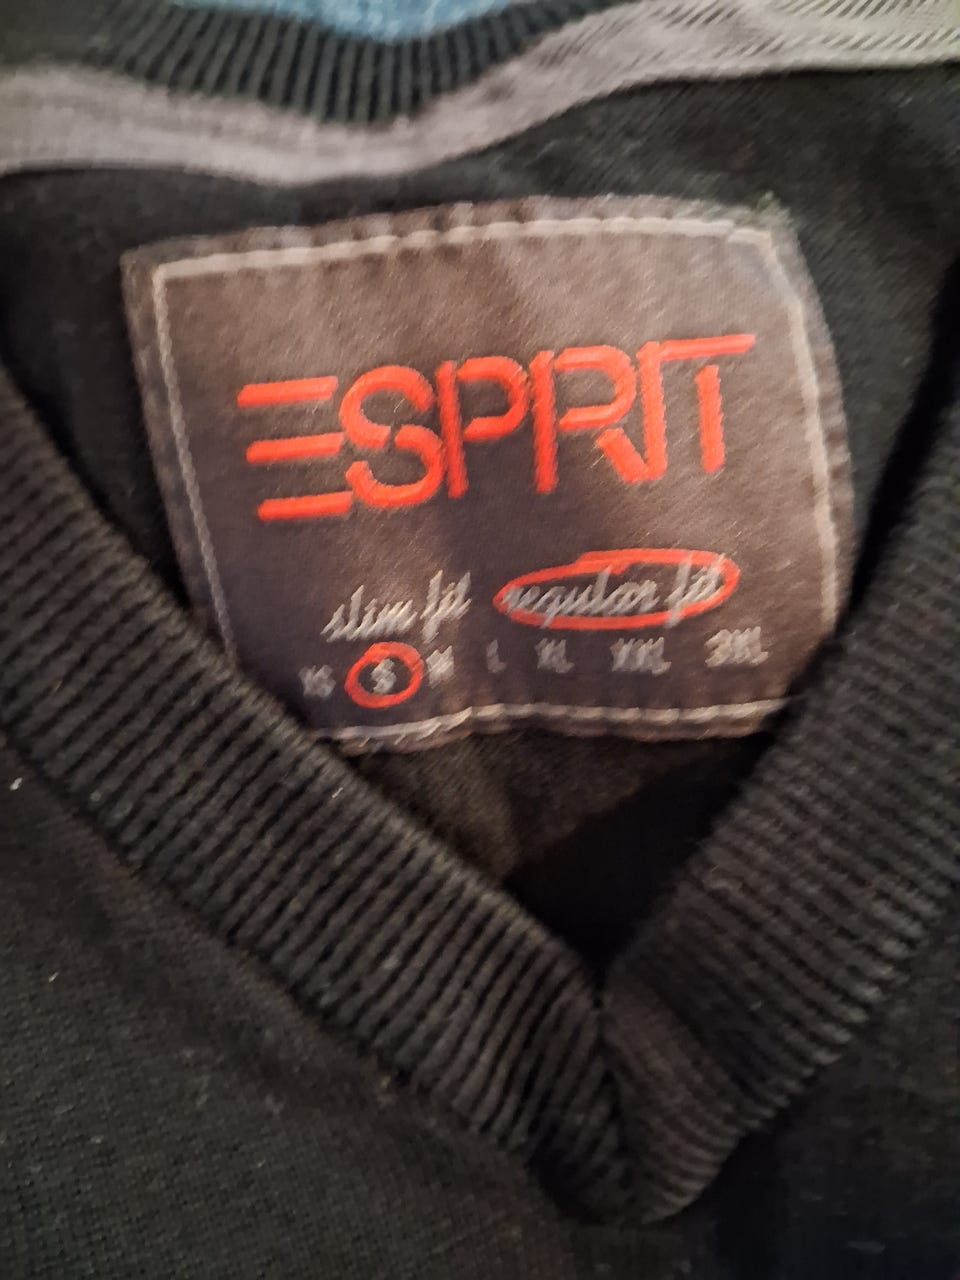 ESPRIT
slim fit regular fit
XS S M L XL XXL 3XL